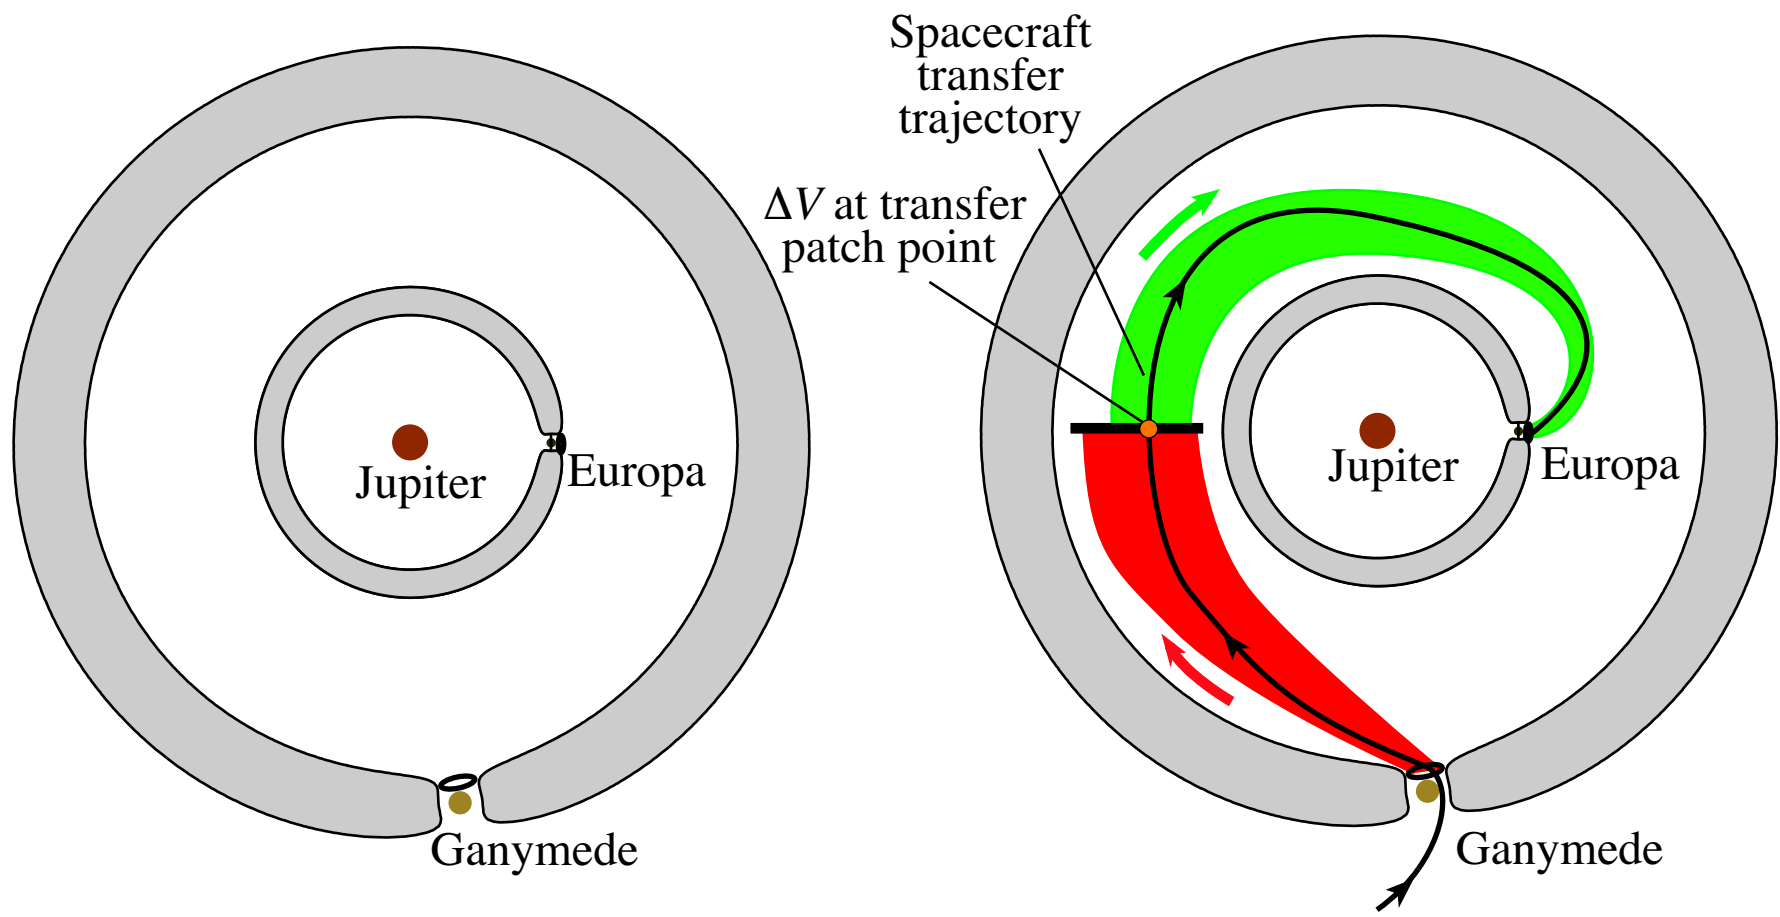 Jupiter
Europa
Ganymede
Spacecraft
transfer
trajectory
ΔV at transfer
patch point
Jupiter
Europa
Ganymede